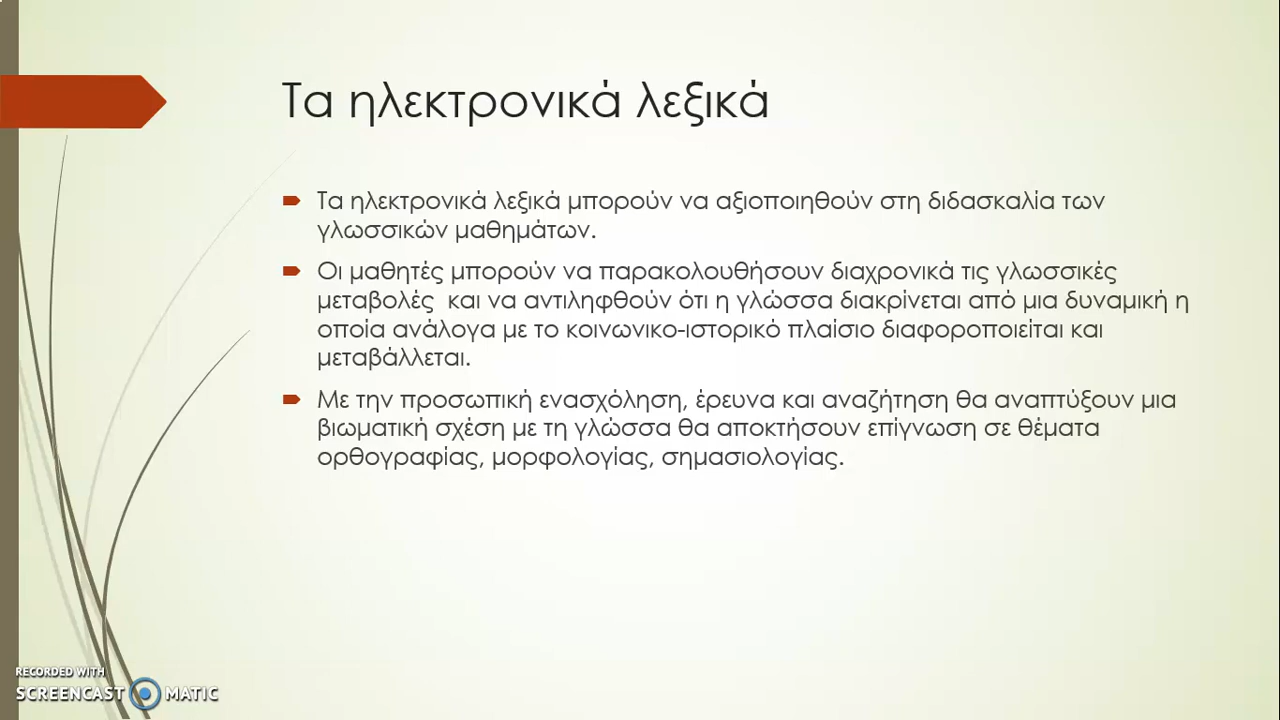 Τα ηλεκτρονικά λεξικά
Τα ηλεκτρονικά λεξικά μπορούν να αξιοποιηθούν στη διδασκαλία των
γλωσσικών μαθημάτων.
Οι μαθητές μπορούν να παρακολουθήσουν διαχρονικά τις γλωσσικές
μεταβολές και να αντιληφθούν ότι η γλώσσα διακρίνεται από μια δυναμική η
οποία ανάλογα με το κοινωνικο-ιστορικό πλαίσιο διαφοροποιείται και
μεταβάλλεται.
Με την προσωπική ενασχόληση, έρευνα και αναζήτηση θα αναπτύξουν μια
βιωματική σχέση με τη γλώσσα θα αποκτήσουν επίγνωση σε θέματα
ορθογραφίας, μορφολογίας, σημασιολογίας.
RECORDED WITH
SCREENCAST MATIC